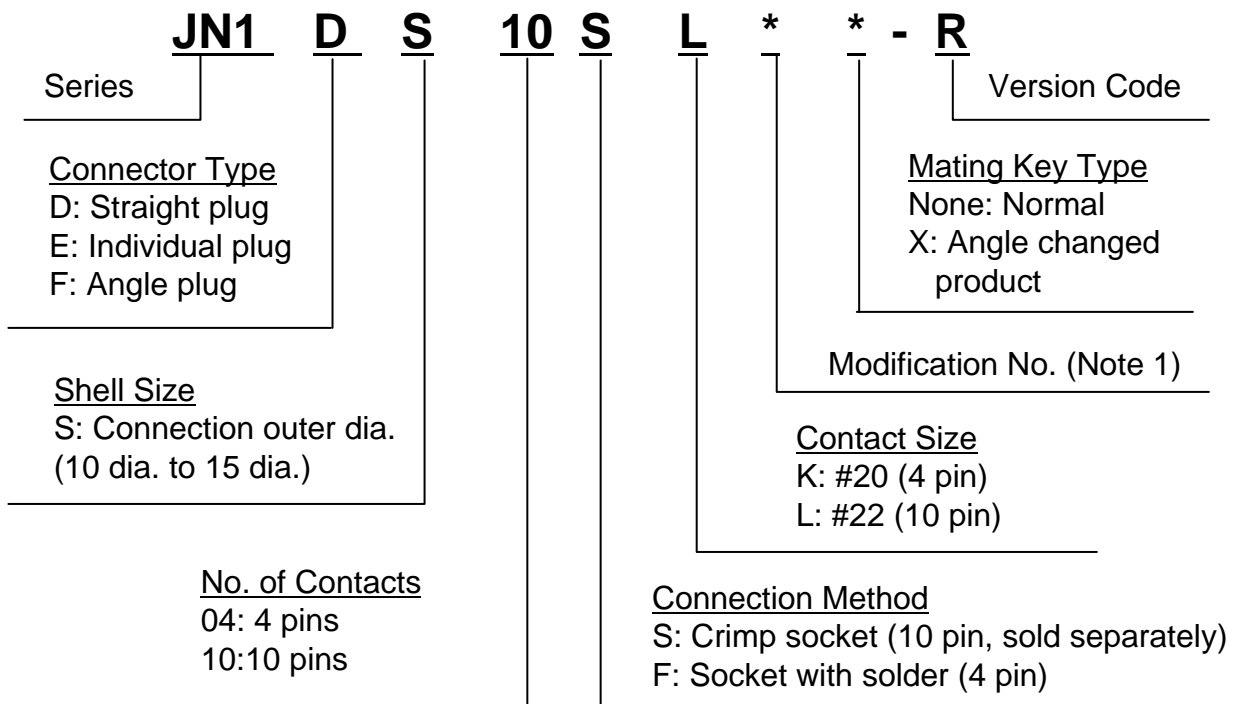 JN1 D S 10 S L * * - R
Series
Version Code
Connector Type
D: Straight plug
E: Individual plug
F: Angle plug
Mating Key Type
None: Normal
X: Angle changed
product
Modification No. (Note 1)
Shell Size
S: Connection outer dia.
(10 dia. to 15 dia.)
Contact Size
K: #20 (4 pin)
L: #22 (10 pin)
No. of Contacts
04: 4 pins
10:10 pins
Connection Method
S: Crimp socket (10 pin, sold separately)
F: Socket with solder (4 pin)